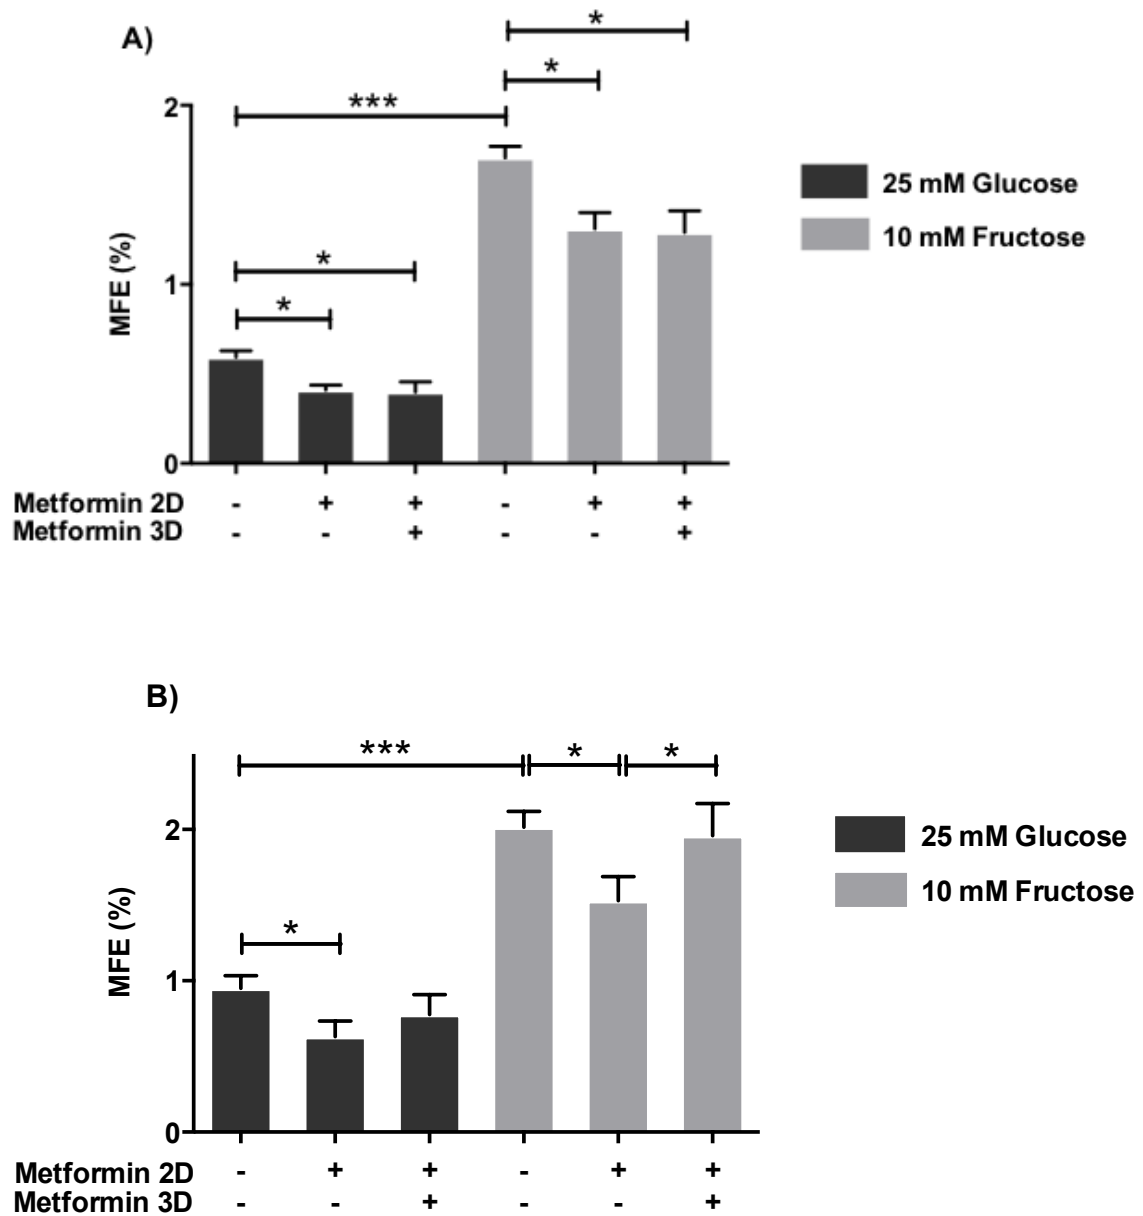 A)
*
*
2
***
25 mM Glucose
10 mM Fructose
MFE (%)
*
1
*
0
Metformin 2D - + + - + +
Metformin 3D - - + - - +
B)
*** * *
2
25 mM Glucose
10 mM Fructose
MFE (%)
*
1
0
Metformin 2D - + + - + +
Metformin 3D - - + - - +